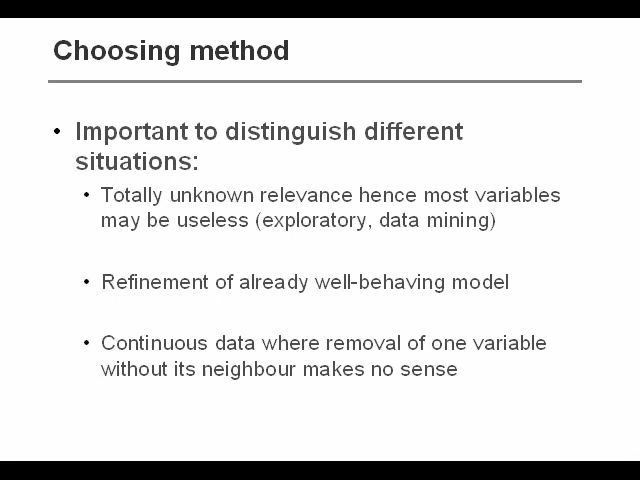 Choosing method
• Important to distinguish different
situations:
• Totally unknown relevance hence most variables
may be useless (exploratory, data mining)
• Refinement of already well-behaving model
• Continuous data where removal of one variable
without its neighbour makes no sense